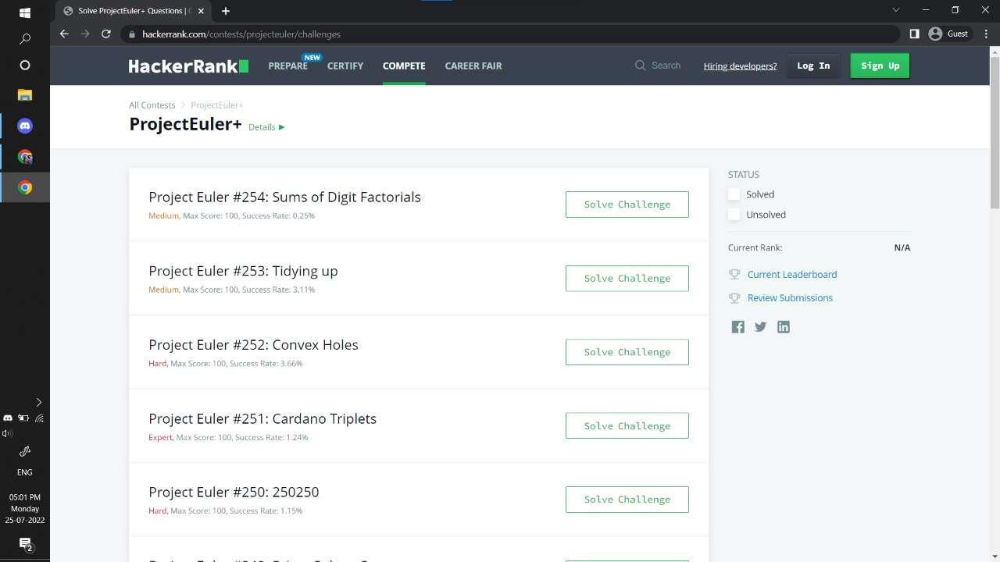 Solve ProjectEuler+ Questions | C
hackerrank.com/contests/projecteuler/challenges
Guest
HackerRank
PREPARE
NEW
CERTIFY
COMPETE
CAREER FAIR
Search
Hiring developers?
Log In
Sign Up
All Contests
ProjectEuler+
ProjectEuler+
Details
Project Euler #254: Sums of Digit Factorials
Medium, Max Score: 100, Success Rate: 0.25%
Solve Challenge
Project Euler #253: Tidying up
Medium, Max Score: 100, Success Rate: 3.11%
Solve Challenge
Project Euler #252: Convex Holes
Hard, Max Score: 100, Success Rate: 3.66%
Solve Challenge
Project Euler #251: Cardano Triplets
Expert, Max Score: 100, Success Rate: 1.24%
Solve Challenge
Project Euler #250: 250250
Hard, Max Score: 100, Success Rate: 1.15%
Solve Challenge
STATUS
Solved
Unsolved
Current Rank:
N/A
Current Leaderboard
Review Submissions
ENG
05:01 PM
Monday
25-07-2022
2